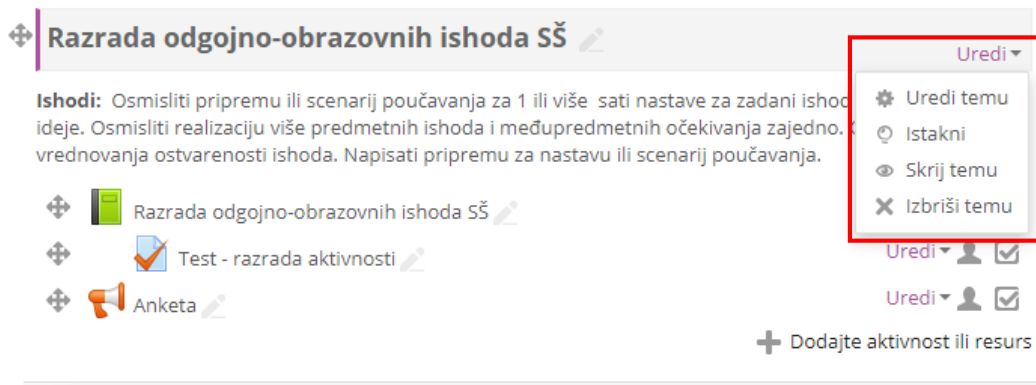 Razrada odgojno-obrazovnih ishoda SŠ
Uredi
Uredi temu
Istakni
Skrij temu
Izbriši temu
Ishodi: Osmisliti pripremu ili scenarij poučavanja za 1 ili više sati nastave za zadani ishod
ideje. Osmisliti realizaciju više predmetnih ishoda i međupredmetnih očekivanja zajedno.
vrednovanja ostvarenosti ishoda. Napisati pripremu za nastavu ili scenarij poučavanja.
Razrada odgojno-obrazovnih ishoda SŠ
Test - razrada aktivnosti
Uredi
Anketa
Uredi
Dodajte aktivnost ili resurs